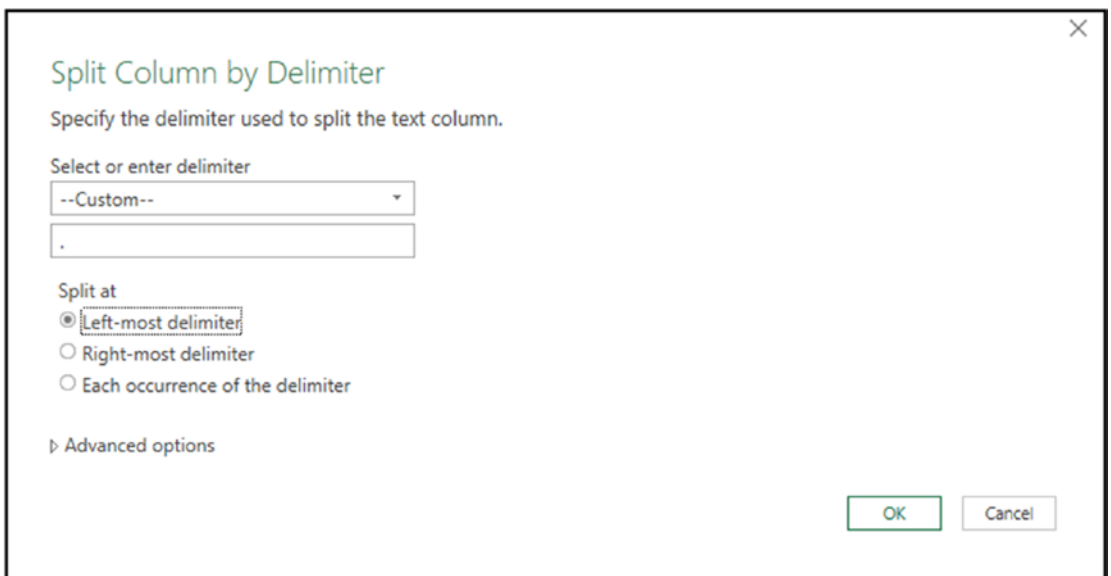 Split Column by Delimiter
Specify the delimiter used to split the text column.
Select or enter delimiter
--Custom--
.
Split at
Left-most delimiter
Right-most delimiter
Each occurrence of the delimiter
Advanced options
OK Cancel